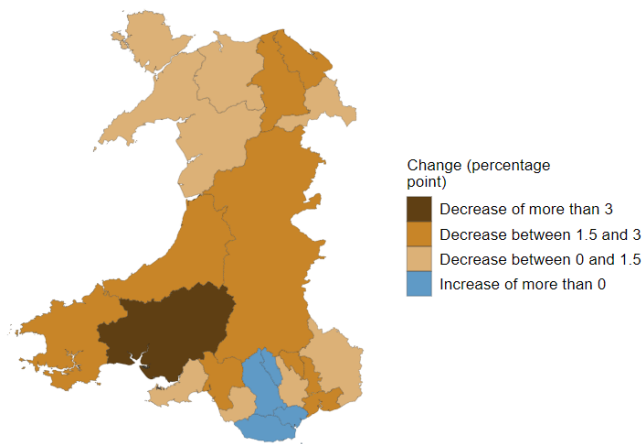 Change (percentage
point)
Decrease of more than 3
Decrease between 1.5 and 3
Decrease between 0 and 1.5
Increase of more than 0